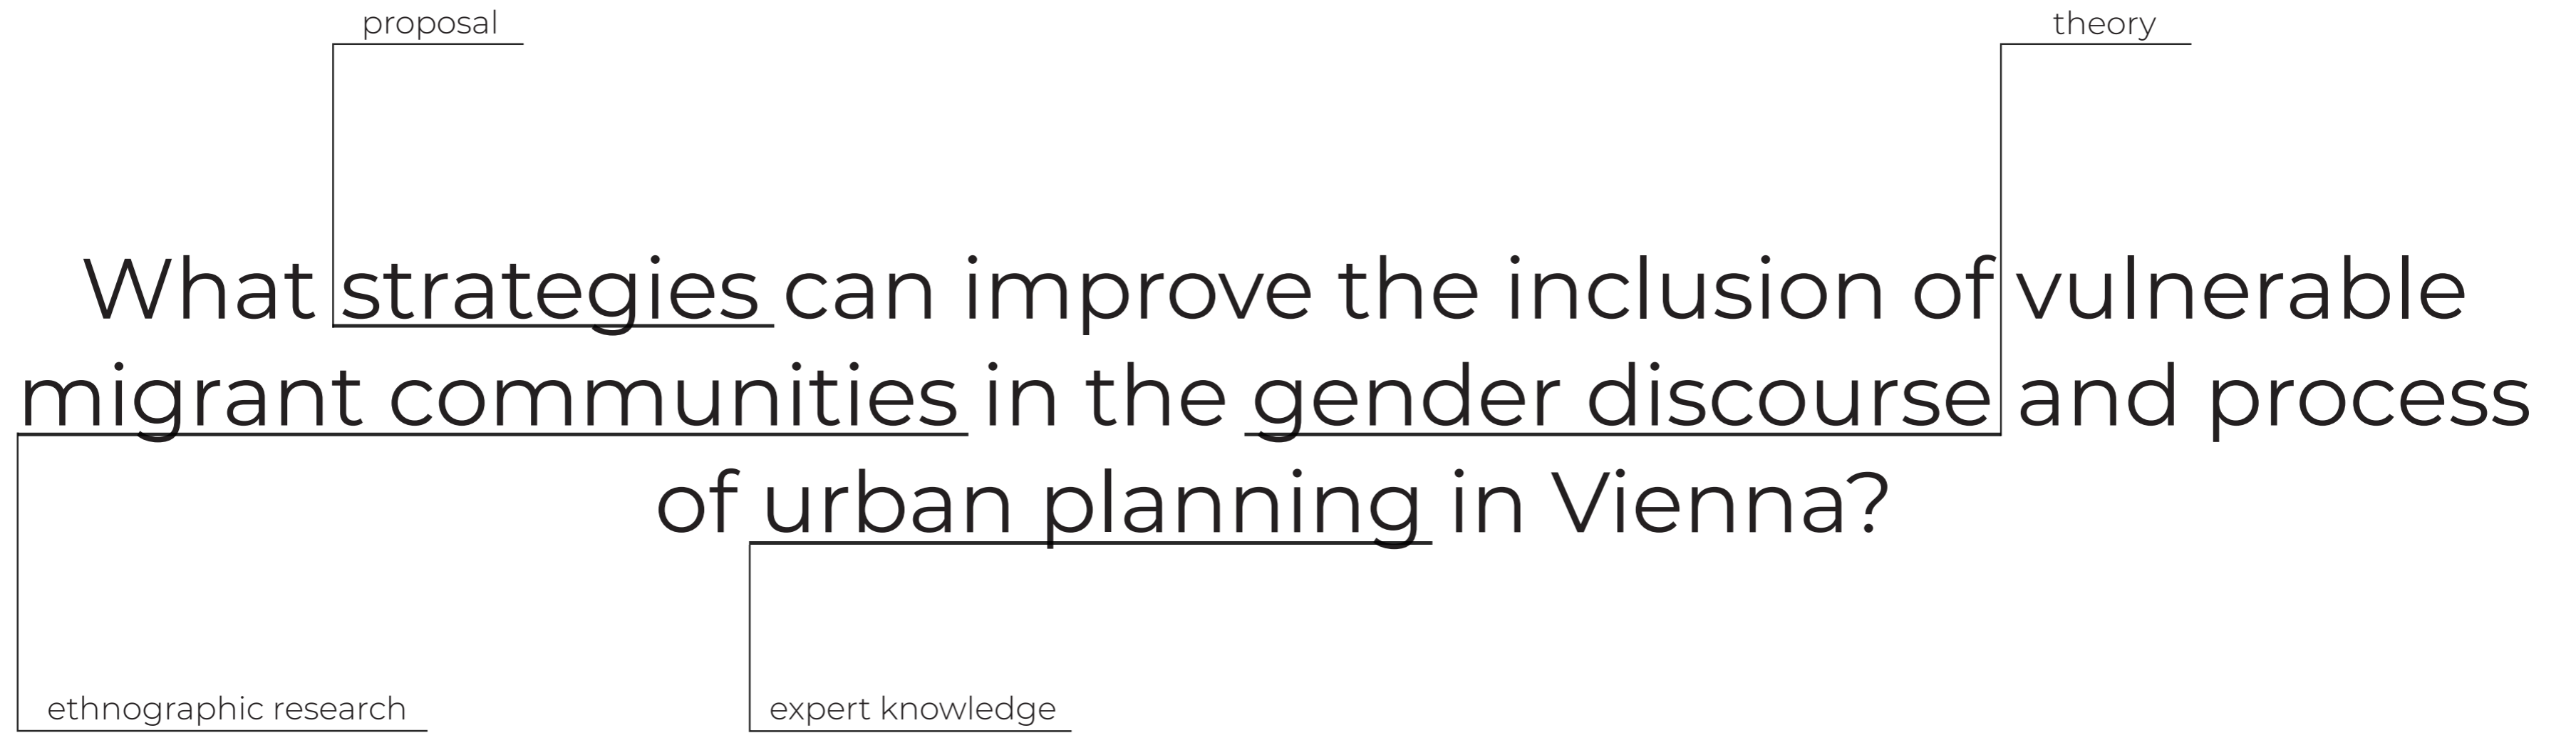 proposal
theory
What strategies can improve the inclusion of vulnerable
migrant communities in the gender discourse and process
of urban planning in Vienna?
ethnographic research
expert knowledge